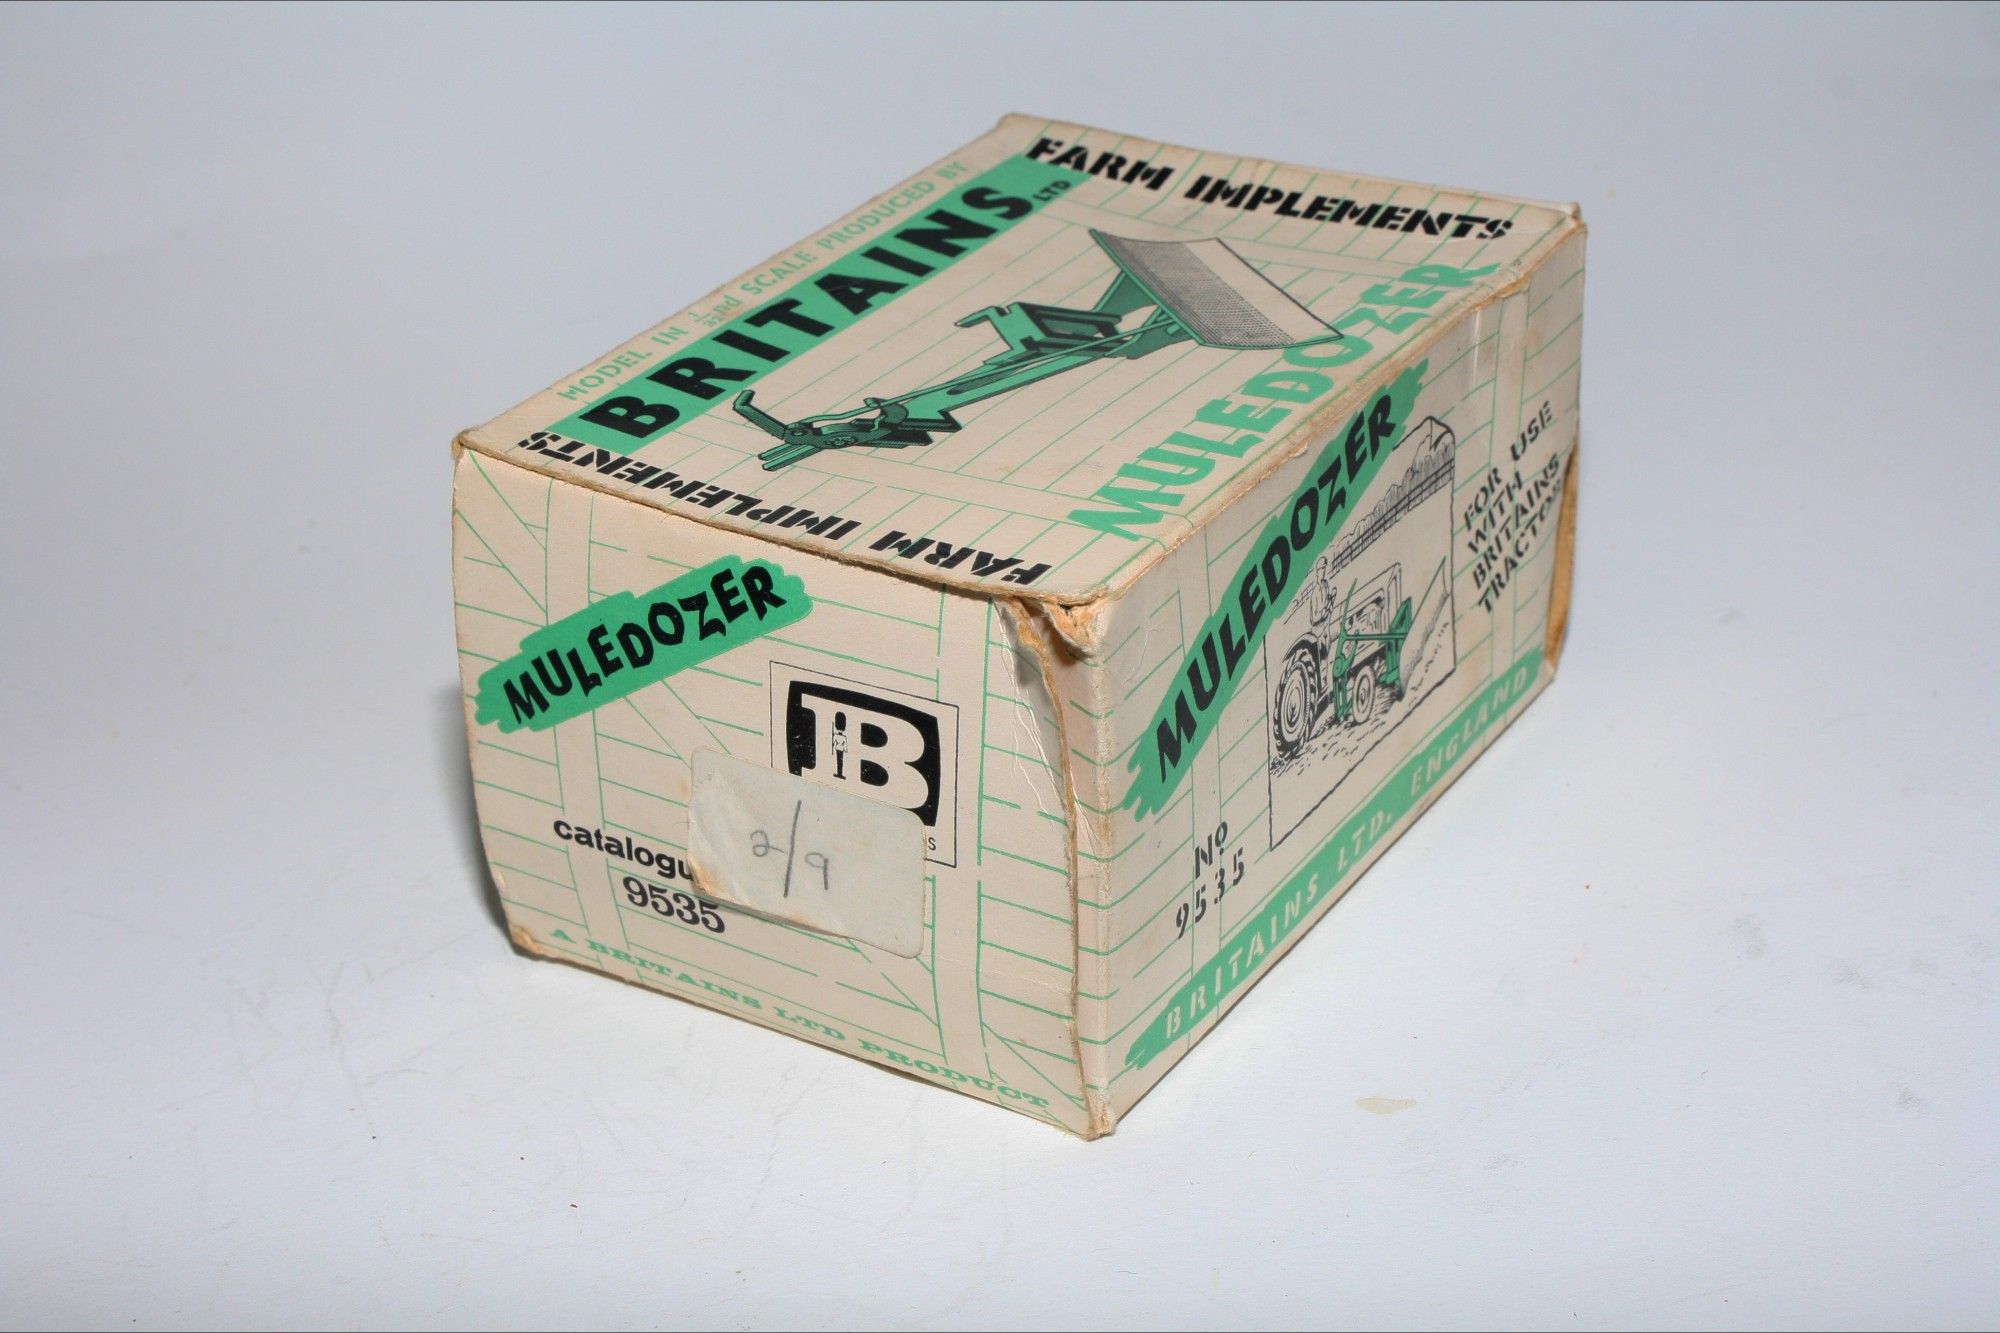 FARM IMPLEMENTS
MODEL IN 1/32nd SCALE PRODUCED BY
BRITAINS LTD
MULEDOZER
FARM IMPLEMENTS
MULEDOZER
B
S
2/9
catalogu
9535
A BRITAINS LTD PRODUCT
MULEDOZER
FOR USE
WITH
BRITAINS
TRACTOR
Nº
9535
BRITAINS LTD. ENGLAND